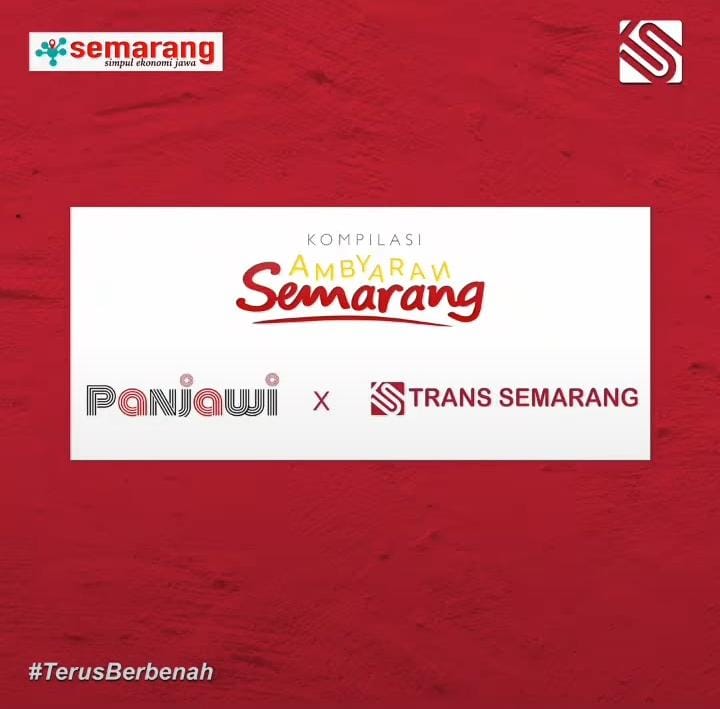 semarang
simpul ekonomi jawa
KOMPILASI
AMBYARAN
Semarang
Panjawi X TRANS SEMARANG
#TerusBerbenah